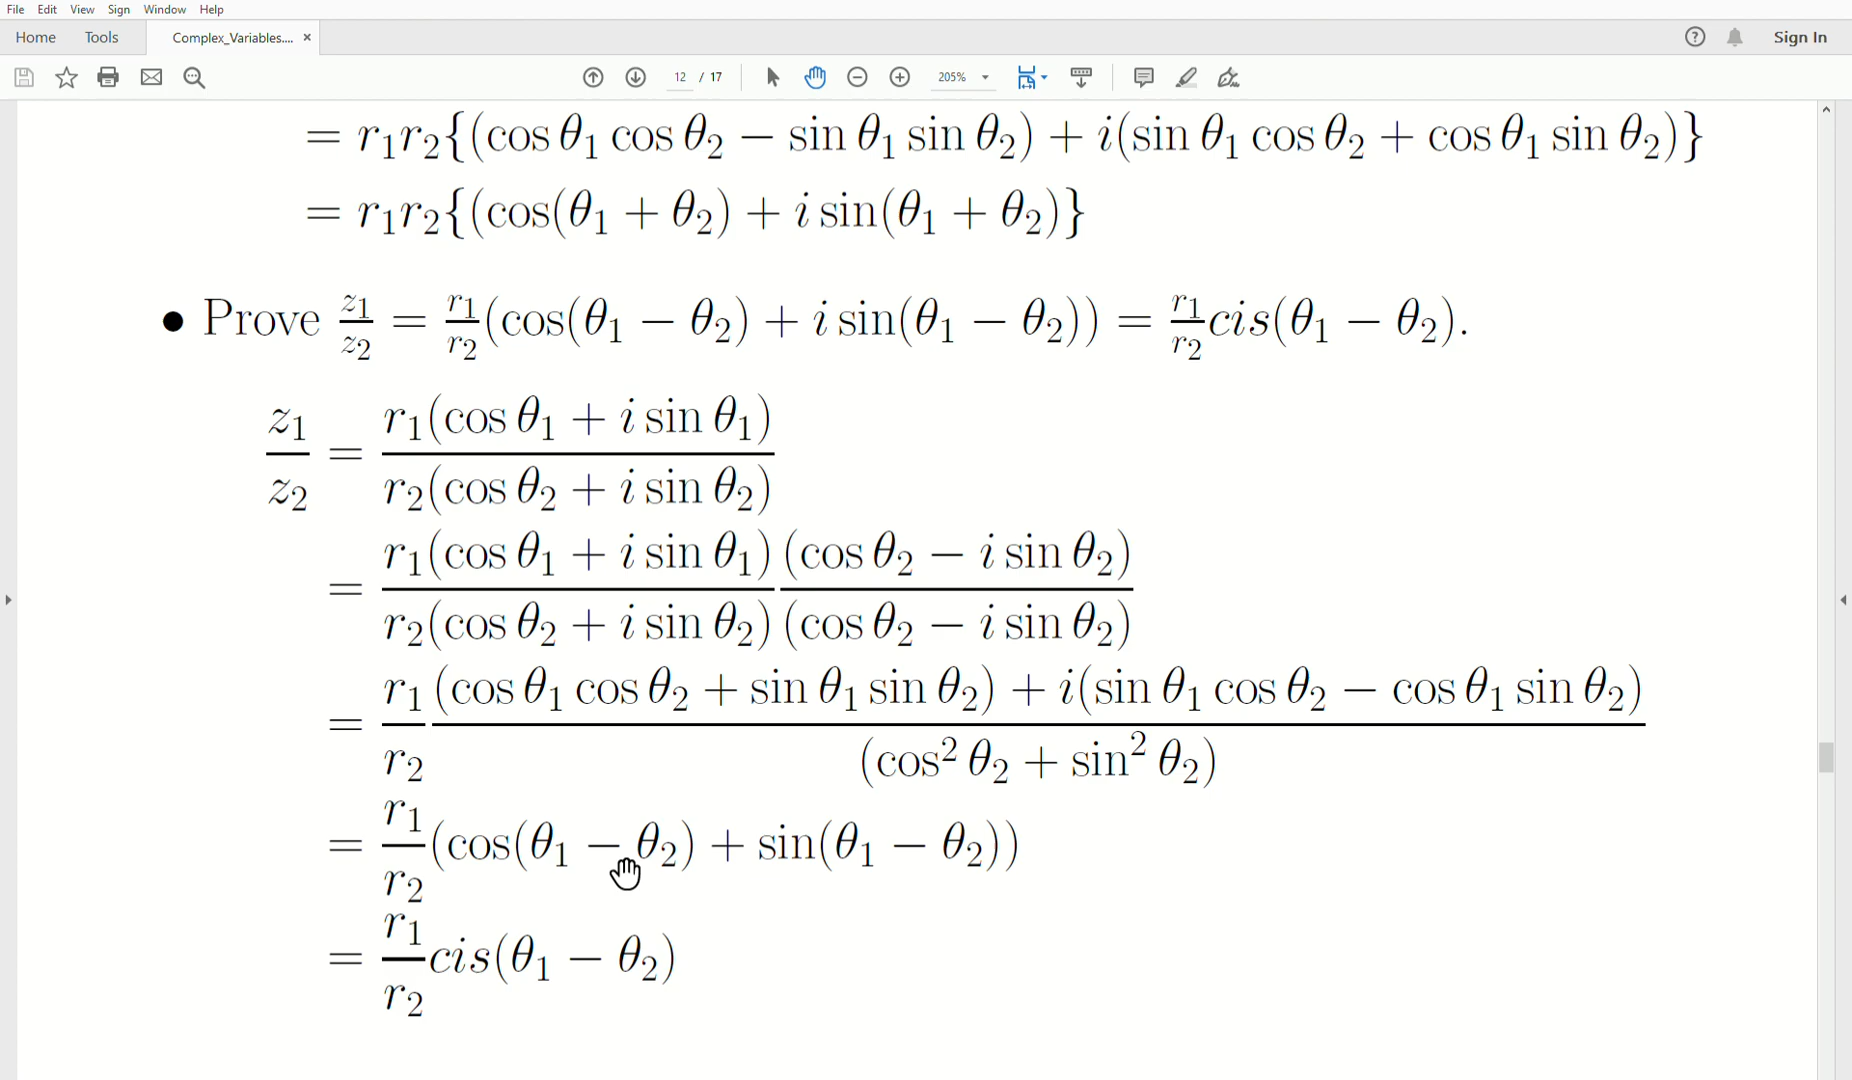 File Edit View Sign Window Help
Home Tools Complex_Variables.... × Sign In
12 / 17 205%
= r₁r₂{(cos θ₁ cos θ₂ − sin θ₁ sin θ₂) + i(sin θ₁ cos θ₂ + cos θ₁ sin θ₂)}
= r₁r₂{(cos(θ₁ + θ₂) + i sin(θ₁ + θ₂)}
• Prove z₁/z₂ = r₁/r₂(cos(θ₁ − θ₂) + i sin(θ₁ − θ₂)) = r₁/r₂ cis(θ₁ − θ₂).
z₁/z₂ = r₁(cos θ₁ + i sin θ₁)/r₂(cos θ₂ + i sin θ₂)
= r₁(cos θ₁ + i sin θ₁)/r₂(cos θ₂ + i sin θ₂) (cos θ₂ − i sin θ₂)/(cos θ₂ − i sin θ₂)
= r₁/r₂ (cos θ₁ cos θ₂ + sin θ₁ sin θ₂) + i(sin θ₁ cos θ₂ − cos θ₁ sin θ₂)/(cos² θ₂ + sin² θ₂)
= r₁/r₂(cos(θ₁ − θ₂) + sin(θ₁ − θ₂))
= r₁/r₂ cis(θ₁ − θ₂)